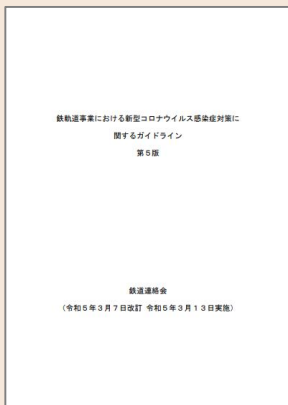 鉄軌道事業における新型コロナウイルス感染症対策に
関するガイドライン
第５版
鉄道連絡会
（令和５年３月７日改訂 令和５年３月１３日実施）